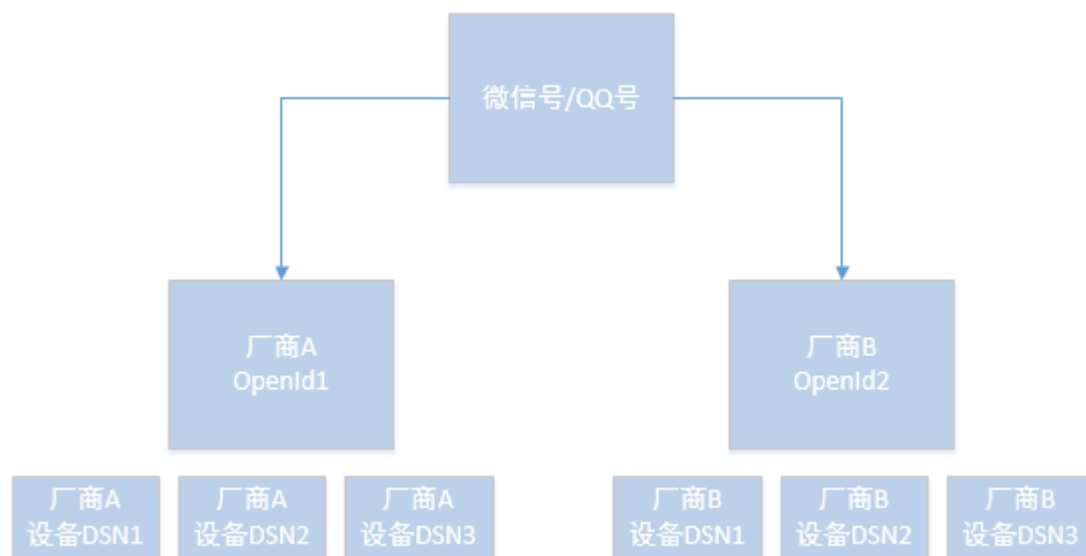 微信号/QQ号
厂商A
OpenId1
厂商B
OpenId2
厂商A
设备DSN1
厂商A
设备DSN2
厂商A
设备DSN3
厂商B
设备DSN1
厂商B
设备DSN2
厂商B
设备DSN3